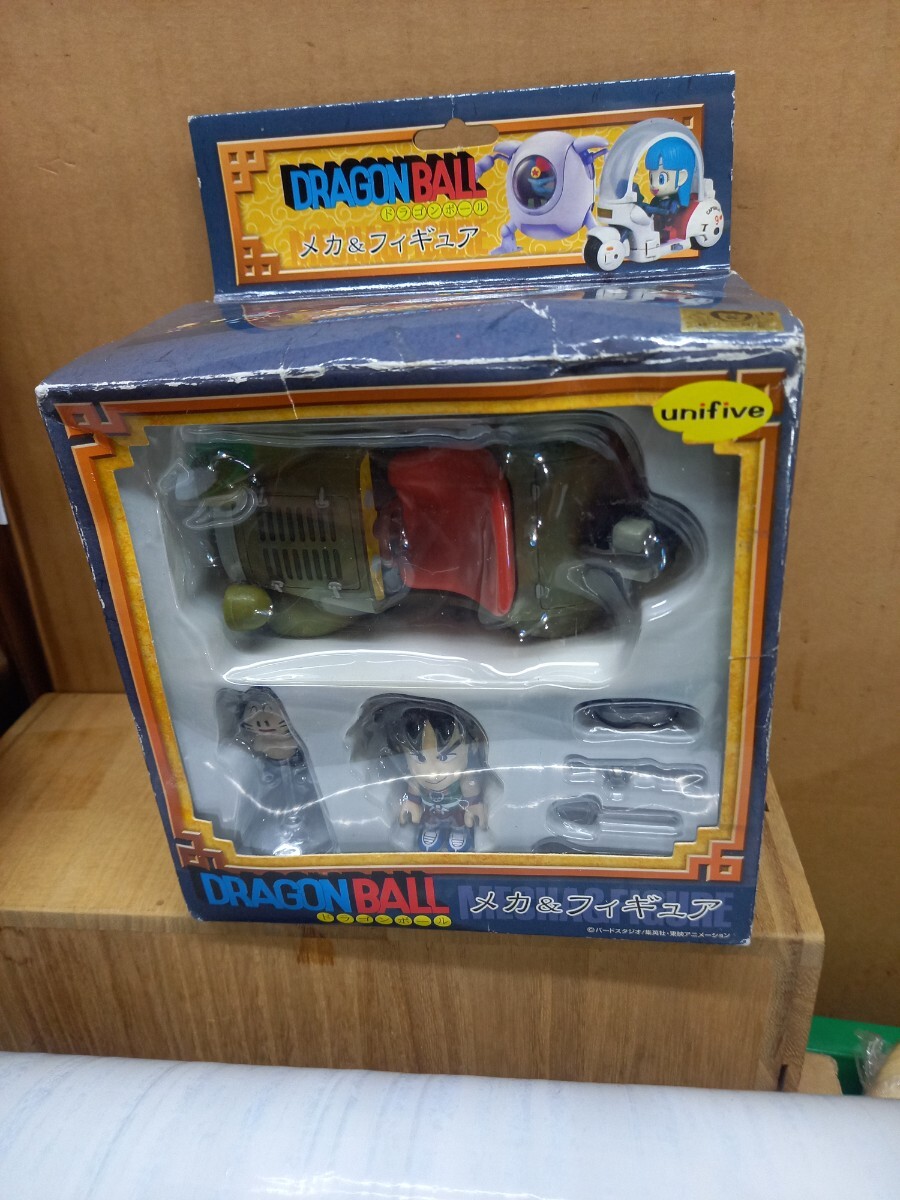 DRAGON BALL
ドラゴンボール
メカ&フィギュア
unifive
DRAGON BALL
ドラゴンボール
MECHA & FIGURE
メカ&フィギュア
©バードスタジオ/集英社・東映アニメーション